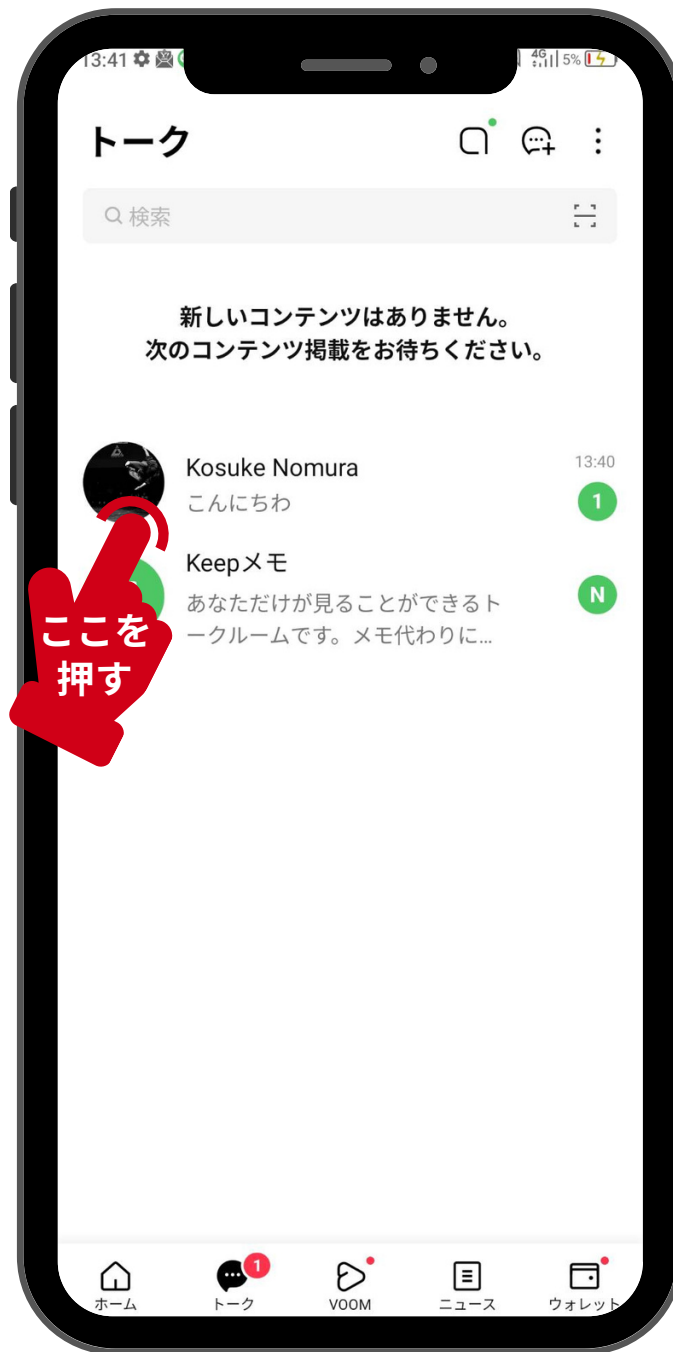 13:41
4G 5%
トーク
検索
新しいコンテンツはありません。
次のコンテンツ掲載をお待ちください。
Kosuke Nomura
13:40
こんにちわ
1
Keepメモ
あなただけが見ることができるト
N
ークルームです。メモ代わりに...
ここを
押す
1
ホーム
トーク
VOOM
ニュース
ウォレット